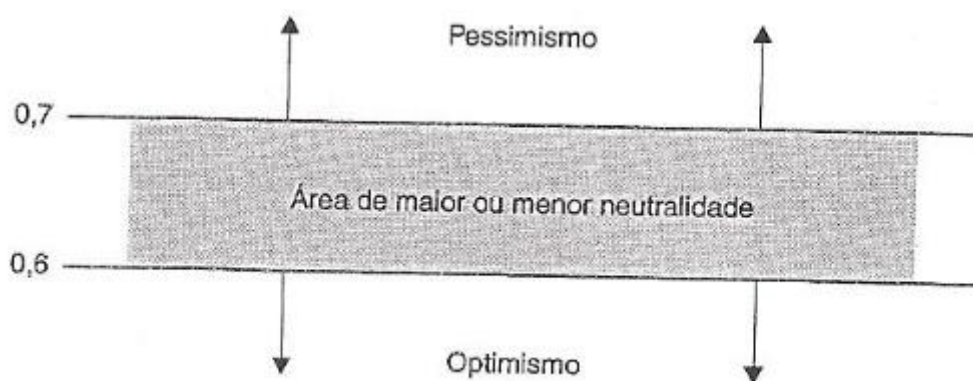 Pessimismo
0,7
Área de maior ou menor neutralidade
0,6
Optimismo